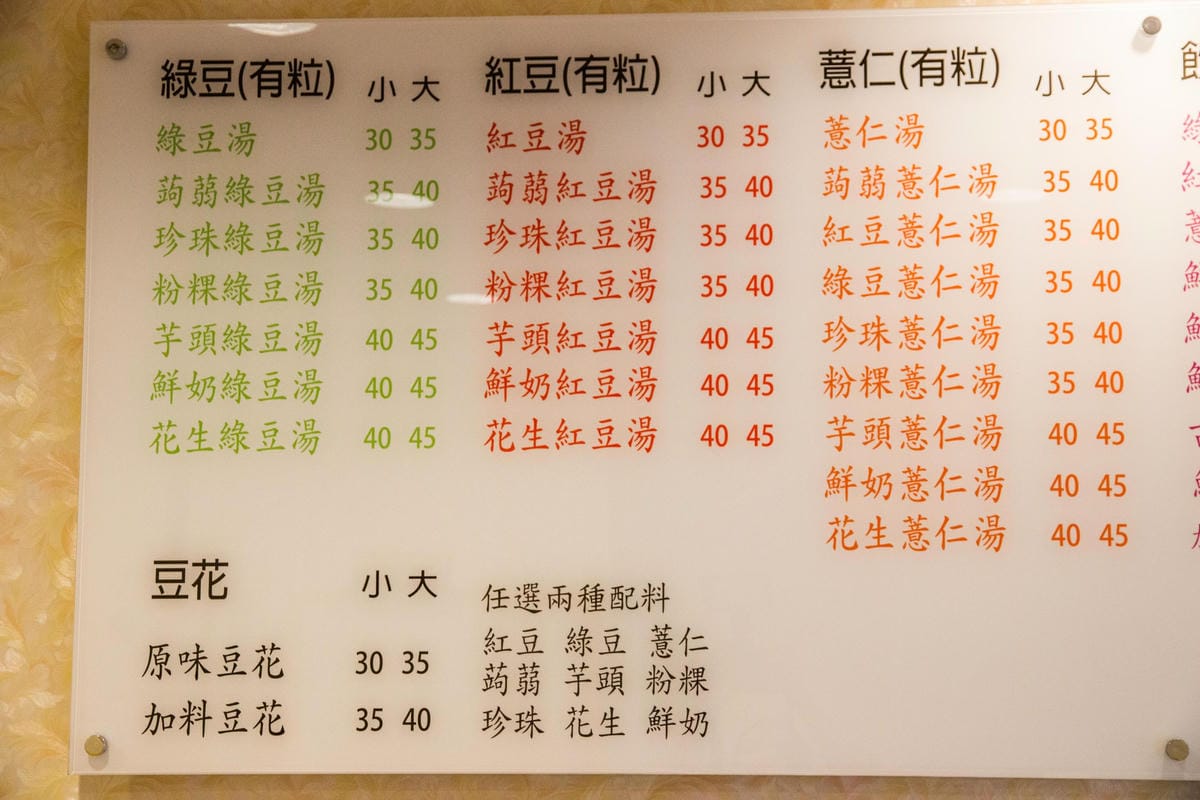 綠豆(有粒) 小 大
綠豆湯 30 35
蒟蒻綠豆湯 35 40
珍珠綠豆湯 35 40
粉粿綠豆湯 35 40
芋頭綠豆湯 40 45
鮮奶綠豆湯 40 45
花生綠豆湯 40 45
紅豆(有粒) 小 大
紅豆湯 30 35
蒟蒻紅豆湯 35 40
珍珠紅豆湯 35 40
粉粿紅豆湯 35 40
芋頭紅豆湯 40 45
鮮奶紅豆湯 40 45
花生紅豆湯 40 45
薏仁(有粒) 小 大
薏仁湯 30 35
蒟蒻薏仁湯 35 40
紅豆薏仁湯 35 40
綠豆薏仁湯 35 40
珍珠薏仁湯 35 40
粉粿薏仁湯 35 40
芋頭薏仁湯 40 45
鮮奶薏仁湯 40 45
花生薏仁湯 40 45
豆花 小 大
原味豆花 30 35
加料豆花 35 40
任選兩種配料
紅豆 綠豆 薏仁
蒟蒻 芋頭 粉粿
珍珠 花生 鮮奶